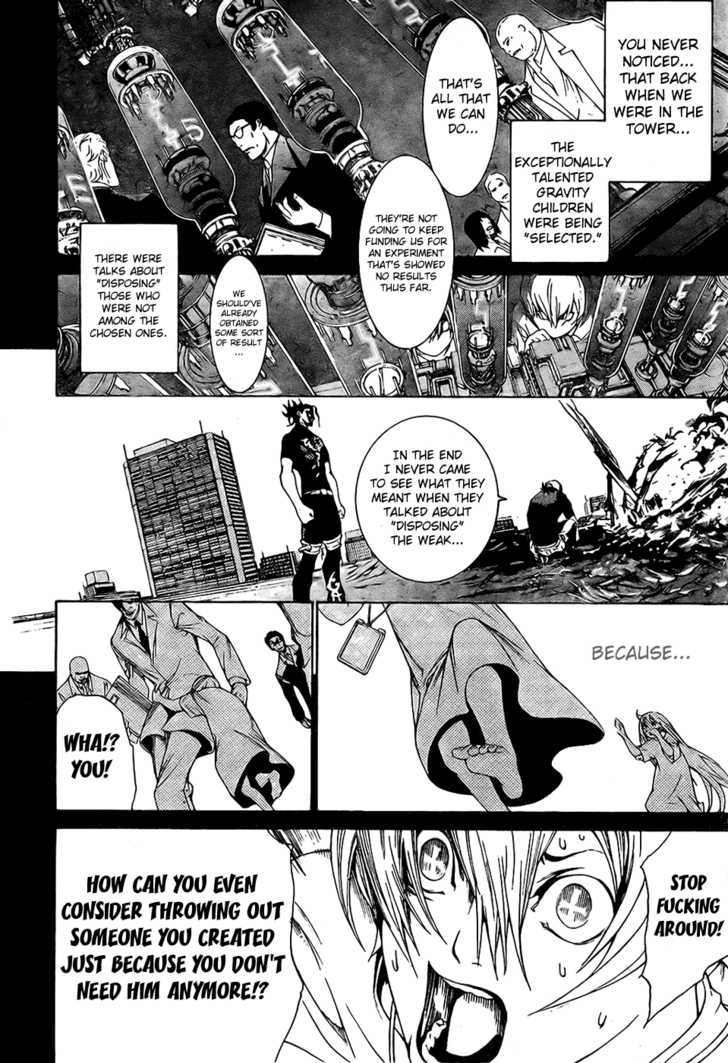 YOU NEVER
NOTICED...
THAT BACK
WHEN WE
WERE IN THE
TOWER...
THE
EXCEPTIONALLY
TALENTED
GRAVITY
CHILDREN
WERE BEING
"SELECTED."
THAT'S
ALL THAT
WE CAN
DO...
THEY'RE NOT
GOING TO KEEP
FUNDING US FOR
AN EXPERIMENT
THAT'S SHOWED
NO RESULTS
THUS FAR.
WE
SHOULD'VE
ALREADY
OBTAINED
SOME SORT
OF RESULT
...
THERE WERE
TALKS ABOUT
"DISPOSING"
THOSE WHO
WERE NOT
AMONG THE
CHOSEN ONES.
5
E
IN THE END
I NEVER CAME
TO SEE WHAT THEY
MEANT WHEN THEY
TALKED ABOUT
"DISPOSING"
THE WEAK...
BECAUSE...
WHA!?
YOU!
STOP
FUCKING
AROUND!
HOW CAN YOU EVEN
CONSIDER THROWING OUT
SOMEONE YOU CREATED
JUST BECAUSE YOU DON'T
NEED HIM ANYMORE!?